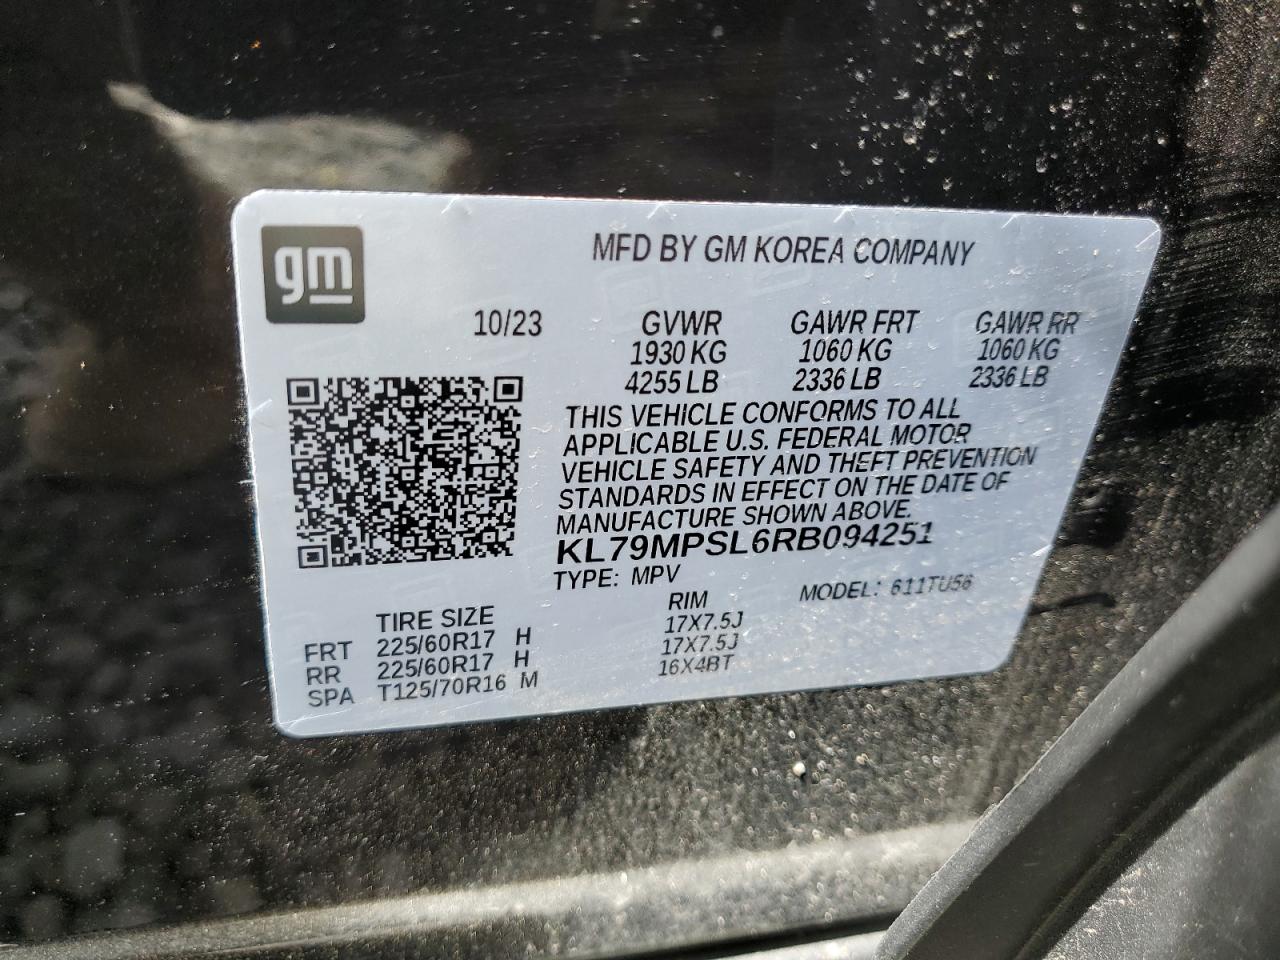 gm
MFD BY GM KOREA COMPANY
10/23 GVWR GAWR FRT GAWR RR
1930 KG 1060 KG 1060 KG
4255 LB 2336 LB 2336 LB
THIS VEHICLE CONFORMS TO ALL
APPLICABLE U.S. FEDERAL MOTOR
VEHICLE SAFETY AND THEFT PREVENTION
STANDARDS IN EFFECT ON THE DATE OF
MANUFACTURE SHOWN ABOVE.
KL79MPSL6RB094251
TYPE: MPV MODEL: 611TU56
TIRE SIZE RIM
FRT 225/60R17 H 17X7.5J
RR 225/60R17 H 17X7.5J
SPA T125/70R16 M 16X4BT